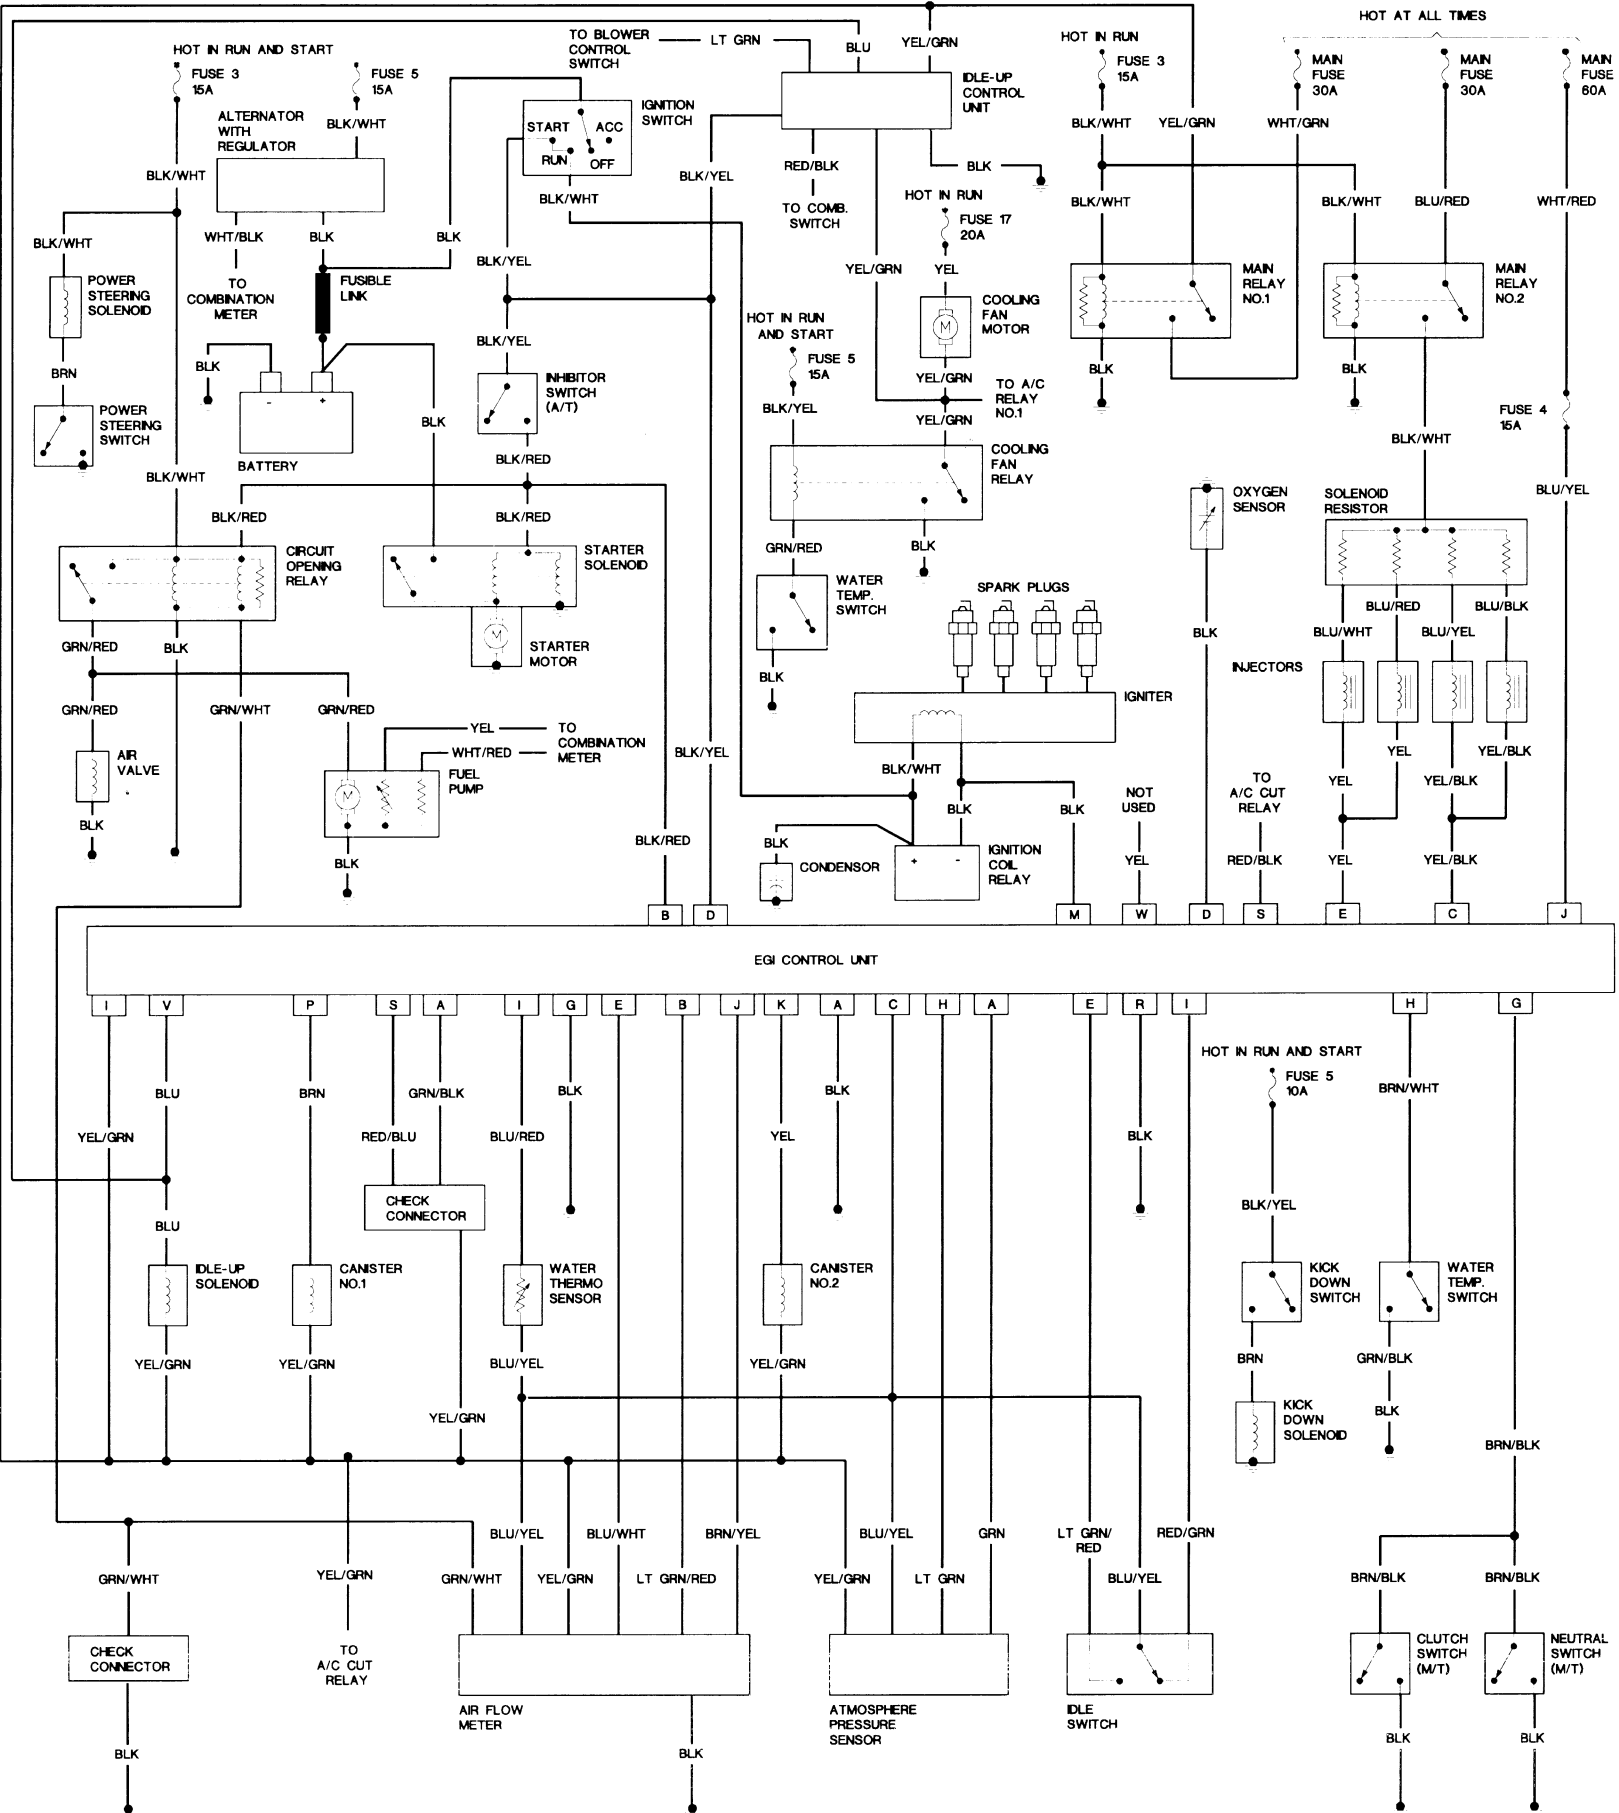 HOT AT ALL TIMES
HOT IN RUN AND START
FUSE 3
15A
FUSE 5
15A
ALTERNATOR
WITH
REGULATOR
BLK/WHT
BLK/WHT
TO BLOWER
CONTROL
SWITCH
LT GRN
BLU
YEL/GRN
IDLE-UP
CONTROL
UNIT
IGNITION
SWITCH
START
ACC
RUN
OFF
BLK/WHT
BLK/YEL
RED/BLK
TO COMB.
SWITCH
BLK
HOT IN RUN
FUSE 3
15A
MAIN
FUSE
30A
MAIN
FUSE
30A
MAIN
FUSE
60A
BLK/WHT
YEL/GRN
WHT/GRN
BLK/WHT
BLK/WHT
BLU/RED
WHT/RED
HOT IN RUN
FUSE 17
20A
YEL/GRN
YEL
COOLING
FAN
MOTOR
M
MAIN
RELAY
NO.1
MAIN
RELAY
NO.2
BLK/WHT
WHT/BLK
BLK
BLK
BLK/YEL
POWER
STEERING
SOLENOID
TO
COMBINATION
METER
FUSIBLE
LINK
BLK/YEL
HOT IN RUN
AND START
FUSE 5
15A
YEL/GRN
TO A/C
RELAY
NO.1
BLK
BLK
BRN
BLK
INHIBITOR
SWITCH
(A/T)
BLK/YEL
YEL/GRN
FUSE 4
15A
POWER
STEERING
SWITCH
-
+
BATTERY
BLK
BLK/RED
COOLING
FAN
RELAY
BLK/WHT
BLK/WHT
BLK/RED
BLK/RED
OXYGEN
SENSOR
SOLENOID
RESISTOR
BLU/YEL
CIRCUIT
OPENING
RELAY
STARTER
SOLENOID
GRN/RED
BLK
WATER
TEMP.
SWITCH
SPARK PLUGS
BLU/RED
BLU/BLK
BLU/WHT
BLU/YEL
BLK
GRN/RED
BLK
M
STARTER
MOTOR
BLK
INJECTORS
IGNITER
GRN/RED
GRN/WHT
GRN/RED
YEL
WHT/RED
TO
COMBINATION
METER
BLK/YEL
BLK/WHT
YEL
YEL/BLK
AIR
VALVE
FUEL
PUMP
M
BLK
BLK
NOT
USED
TO
A/C CUT
RELAY
YEL
YEL/BLK
BLK
BLK
BLK/RED
BLK
CONDENSOR
+
-
IGNITION
COIL
RELAY
YEL
RED/BLK
YEL
YEL/BLK
B
D
M
W
D
S
E
C
J
EGI CONTROL UNIT
I
V
P
S
A
I
G
E
B
J
K
A
C
H
A
E
R
I
H
G
HOT IN RUN AND START
FUSE 5
10A
BLU
BRN
GRN/BLK
BLK
BLK
BRN/WHT
YEL/GRN
RED/BLU
BLU/RED
YEL
BLK
CHECK
CONNECTOR
BLK/YEL
BLU
IDLE-UP
SOLENOID
CANISTER
NO.1
WATER
THERMO
SENSOR
CANISTER
NO.2
KICK
DOWN
SWITCH
WATER
TEMP.
SWITCH
YEL/GRN
YEL/GRN
BLU/YEL
YEL/GRN
BRN
GRN/BLK
YEL/GRN
KICK
DOWN
SOLENOID
BLK
BRN/BLK
BLU/YEL
BLU/WHT
BRN/YEL
BLU/YEL
GRN
LT GRN/
RED
RED/GRN
GRN/WHT
YEL/GRN
GRN/WHT
YEL/GRN
LT GRN/RED
YEL/GRN
LT GRN
BLU/YEL
BRN/BLK
BRN/BLK
CHECK
CONNECTOR
TO
A/C CUT
RELAY
CLUTCH
SWITCH
(M/T)
NEUTRAL
SWITCH
(M/T)
AIR FLOW
METER
ATMOSPHERE
PRESSURE
SENSOR
IDLE
SWITCH
BLK
BLK
BLK
BLK